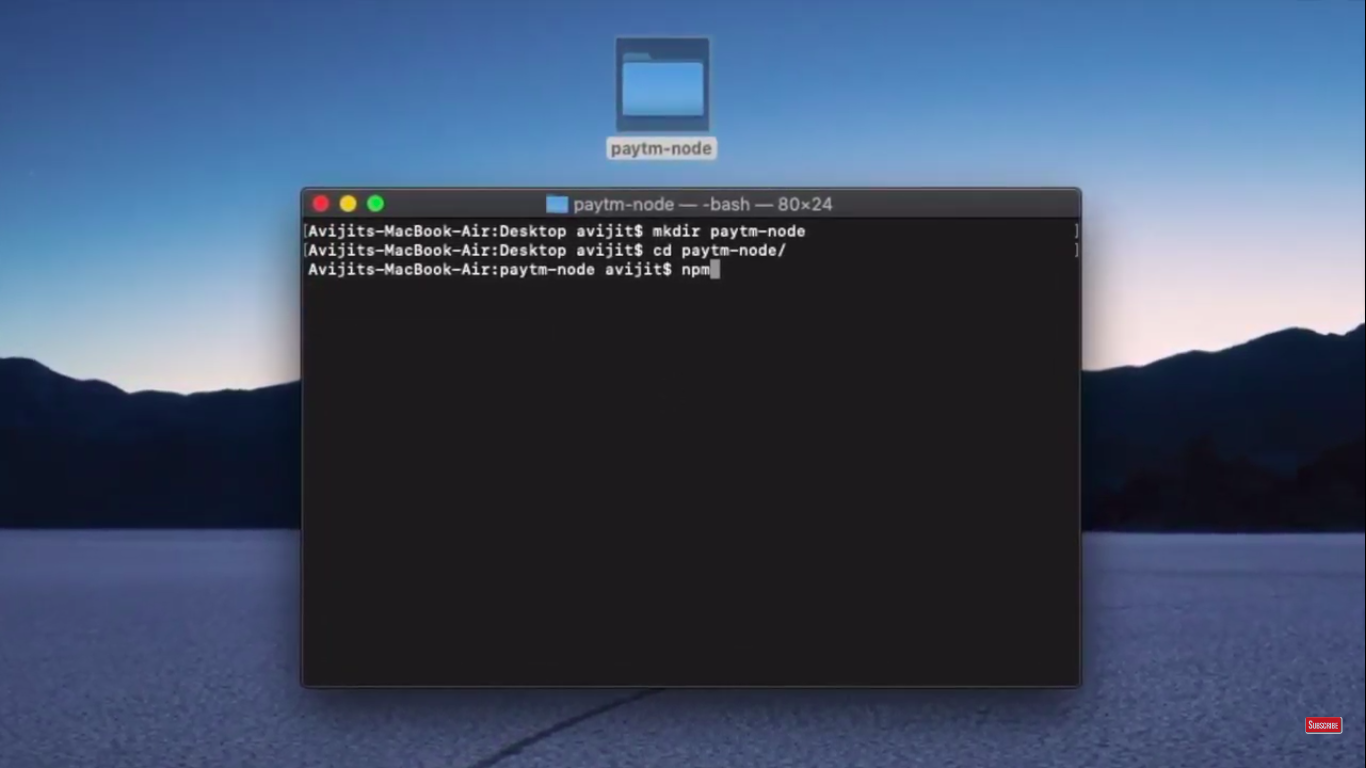 paytm-node
paytm-node — -bash — 80×24
[Avijits-MacBook-Air:Desktop avijit$ mkdir paytm-node ]
[Avijits-MacBook-Air:Desktop avijit$ cd paytm-node/ ]
Avijits-MacBook-Air:paytm-node avijit$ npm
SUBSCRIBE